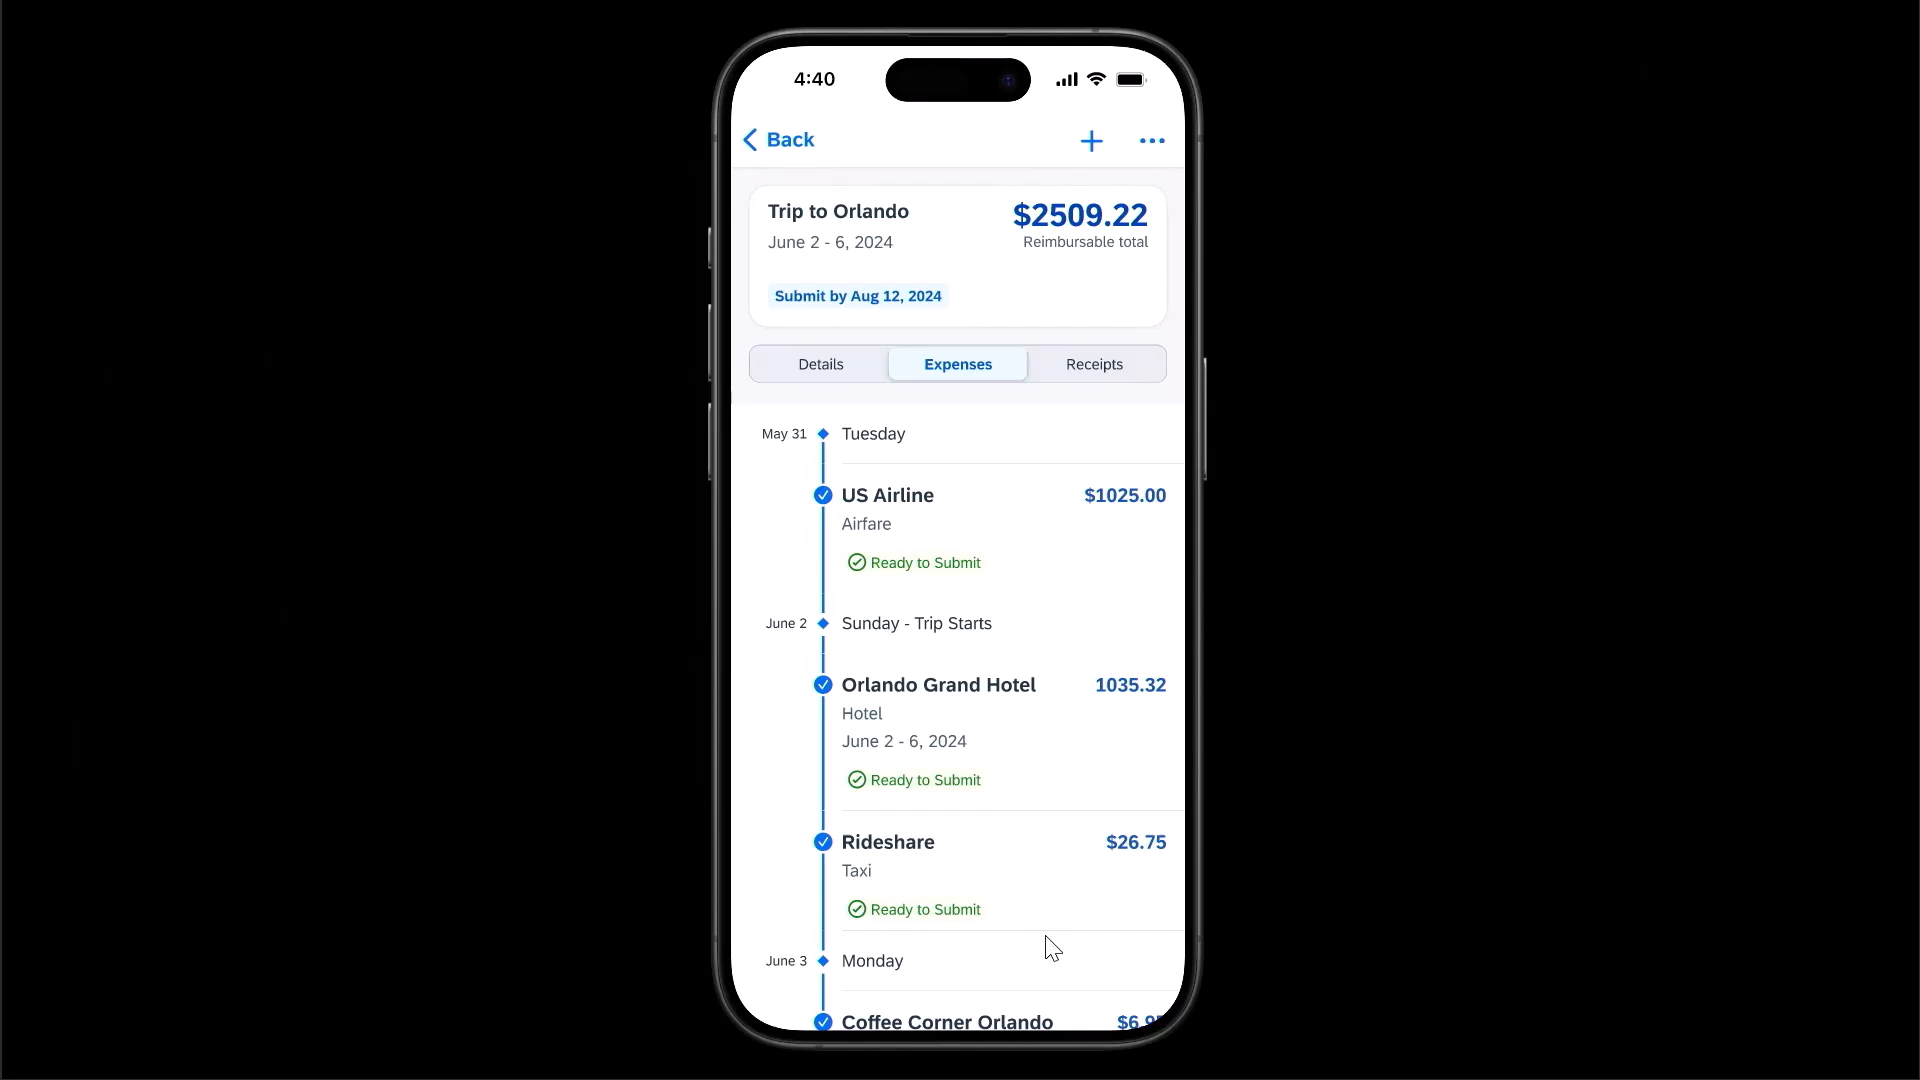 4:40
Back
Trip to Orlando
$2509.22
June 2 - 6, 2024
Reimbursable total
Submit by Aug 12, 2024
Details
Expenses
Receipts
May 31
Tuesday
US Airline
$1025.00
Airfare
Ready to Submit
June 2
Sunday - Trip Starts
Orlando Grand Hotel
1035.32
Hotel
June 2 - 6, 2024
Ready to Submit
Rideshare
$26.75
Taxi
Ready to Submit
June 3
Monday
Coffee Corner Orlando